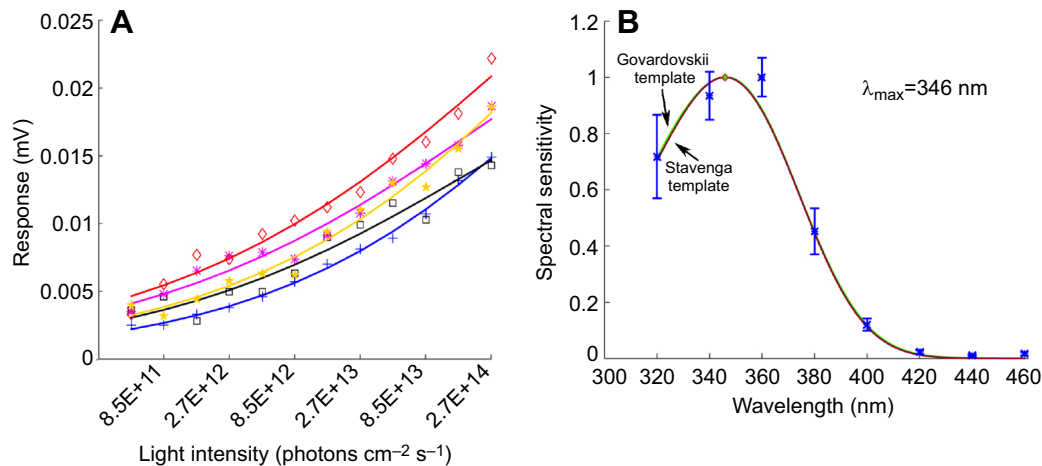 A
0.025
0.02
0.015
0.01
0.005
0
Response (mV)
8.5E+11
2.7E+12
8.5E+12
2.7E+13
8.5E+13
2.7E+14
Light intensity (photons cm⁻² s⁻¹)
B
1.2
1
0.8
0.6
0.4
0.2
0
Spectral sensitivity
Govardovskii
template
Stavenga
template
λmax=346 nm
300 320 340 360 380 400 420 440 460
Wavelength (nm)